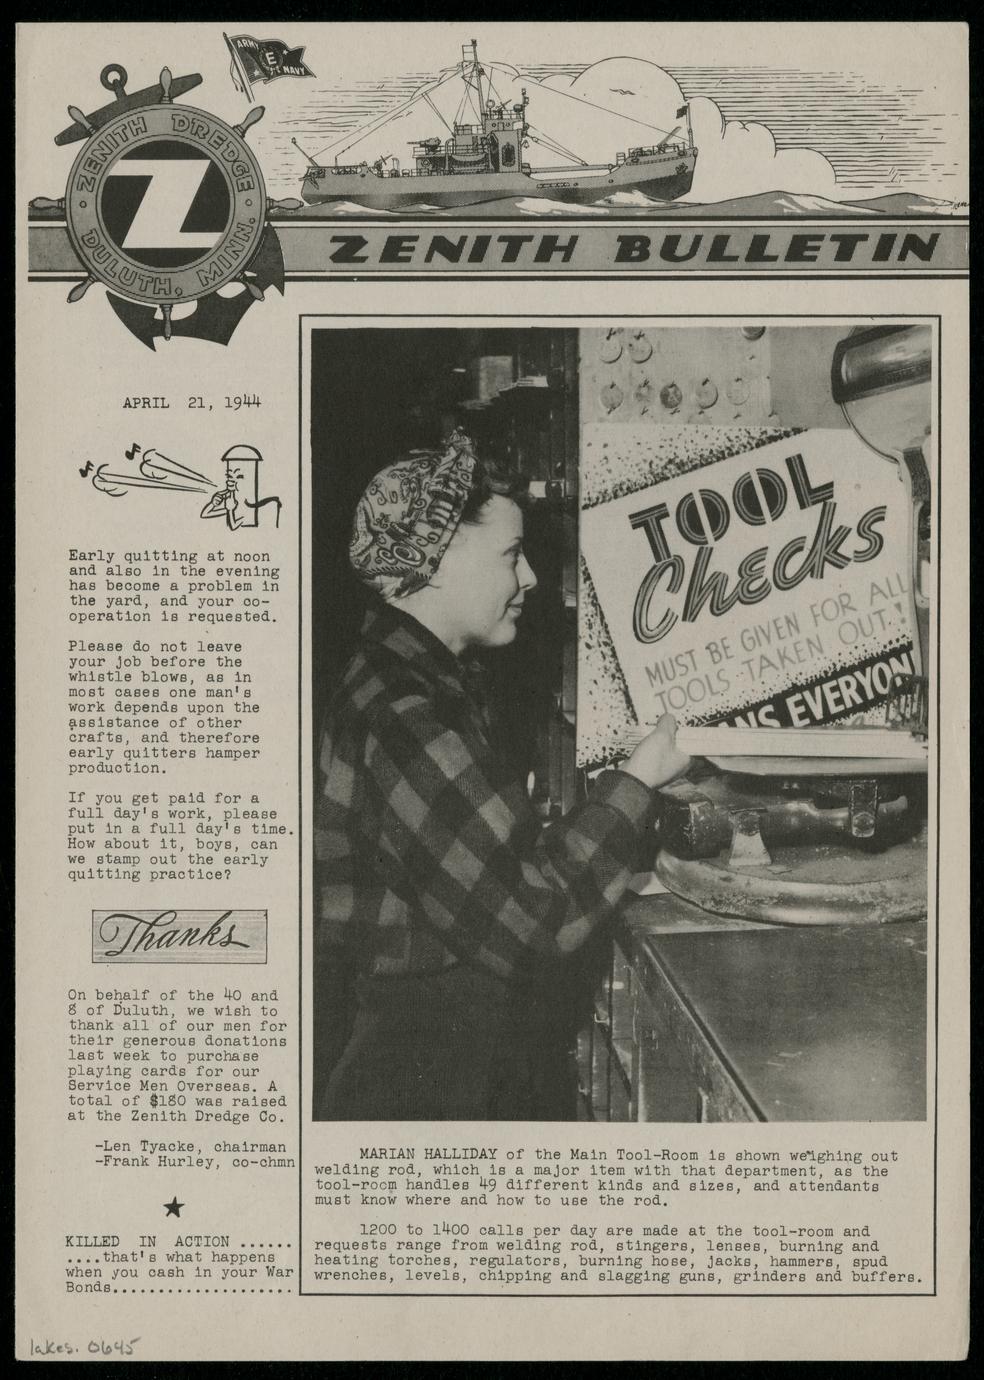 ARMY E NAVY
ZENITH DREDGE
Z
DULUTH, MINN.
ZENITH BULLETIN
APRIL 21, 1944
Early quitting at noon
and also in the evening
has become a problem in
the yard, and your co-
operation is requested.
Please do not leave
your job before the
whistle blows, as in
most cases one man's
work depends upon the
assistance of other
crafts, and therefore
early quitters hamper
production.
If you get paid for a
full day's work, please
put in a full day's time.
How about it, boys, can
we stamp out the early
quitting practice?
Thanks
On behalf of the 40 and
8 of Duluth, we wish to
thank all of our men for
their generous donations
last week to purchase
playing cards for our
Service Men Overseas. A
total of $180 was raised
at the Zenith Dredge Co.
-Len Tyacke, chairman
-Frank Hurley, co-chmn
KILLED IN ACTION ......
....that's what happens
when you cash in your War
Bonds....................
TOOL
Checks
MUST BE GIVEN FOR ALL
TOOLS TAKEN OUT!
NS EVERYON
MARIAN HALLIDAY of the Main Tool-Room is shown weighing out
welding rod, which is a major item with that department, as the
tool-room handles 49 different kinds and sizes, and attendants
must know where and how to use the rod.
1200 to 1400 calls per day are made at the tool-room and
requests range from welding rod, stingers, lenses, burning and
heating torches, regulators, burning hose, jacks, hammers, spud
wrenches, levels, chipping and slagging guns, grinders and buffers.
lakes. 0645